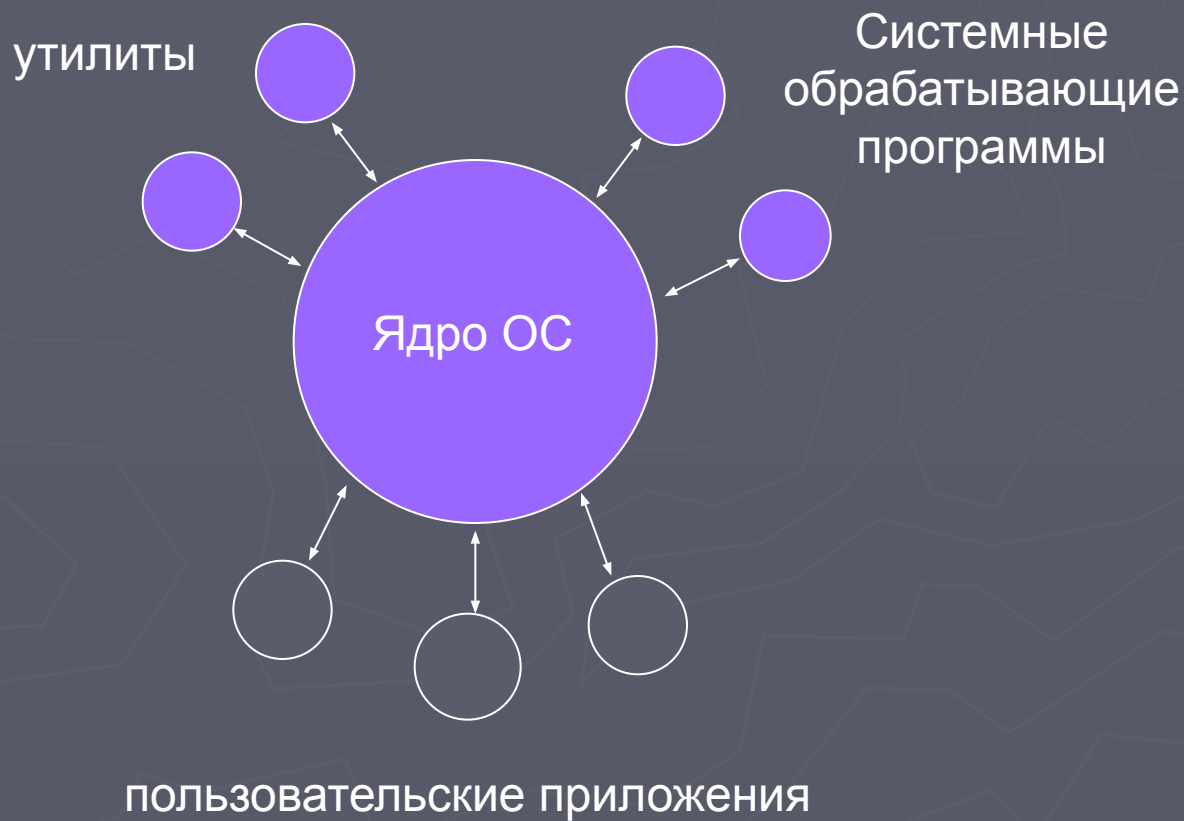 утилиты
Системные
обрабатывающие
программы
Ядро ОС
пользовательские приложения